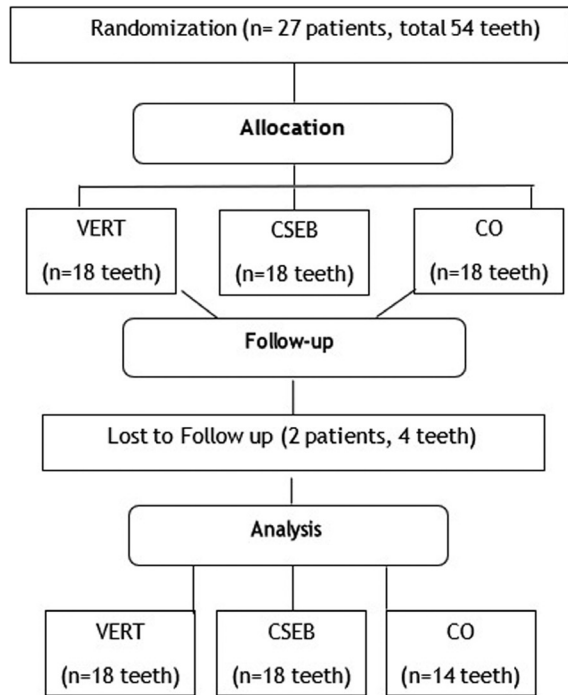 Randomization (n= 27 patients, total 54 teeth)
Allocation
VERT
(n=18 teeth)
CSEB
(n=18 teeth)
CO
(n=18 teeth)
Follow-up
Lost to Follow up (2 patients, 4 teeth)
Analysis
VERT
(n=18 teeth)
CSEB
(n=18 teeth)
CO
(n=14 teeth)